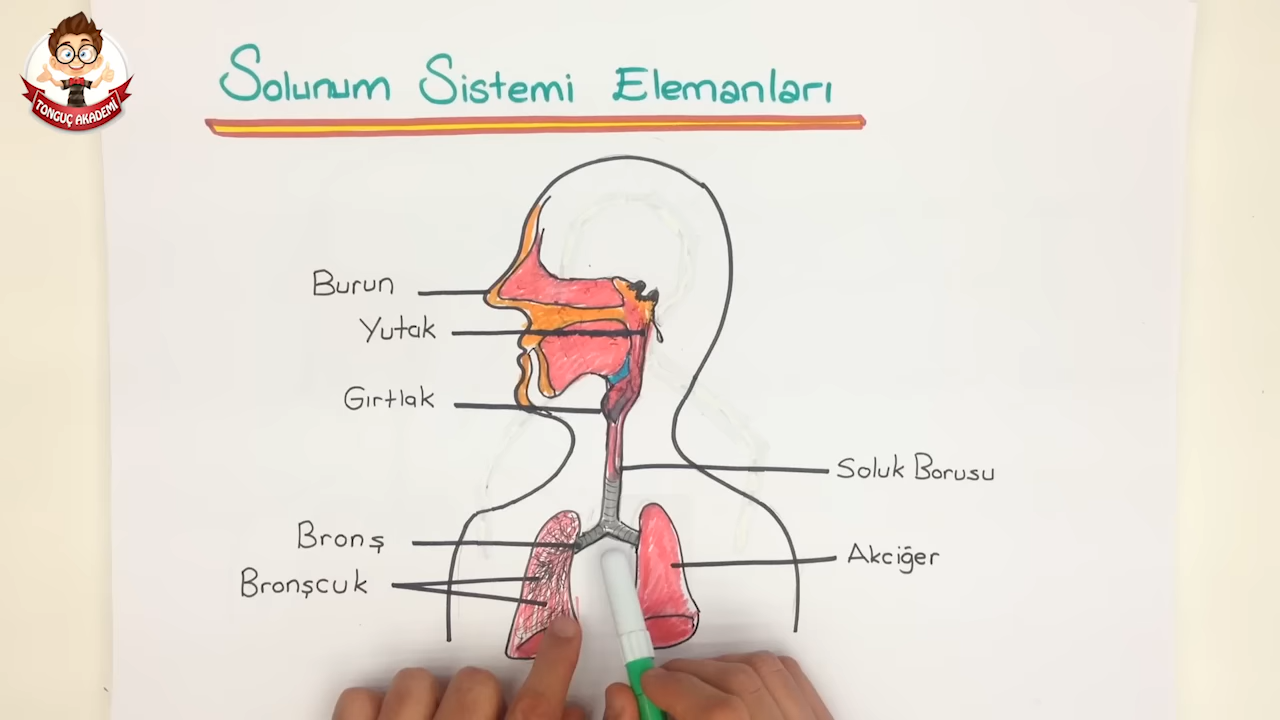 TONGUÇ AKADEMİ
Solunum Sistemi Elemanları
Burun
Yutak
Gırtlak
Soluk Borusu
Bronş
Akciğer
Bronşcuk